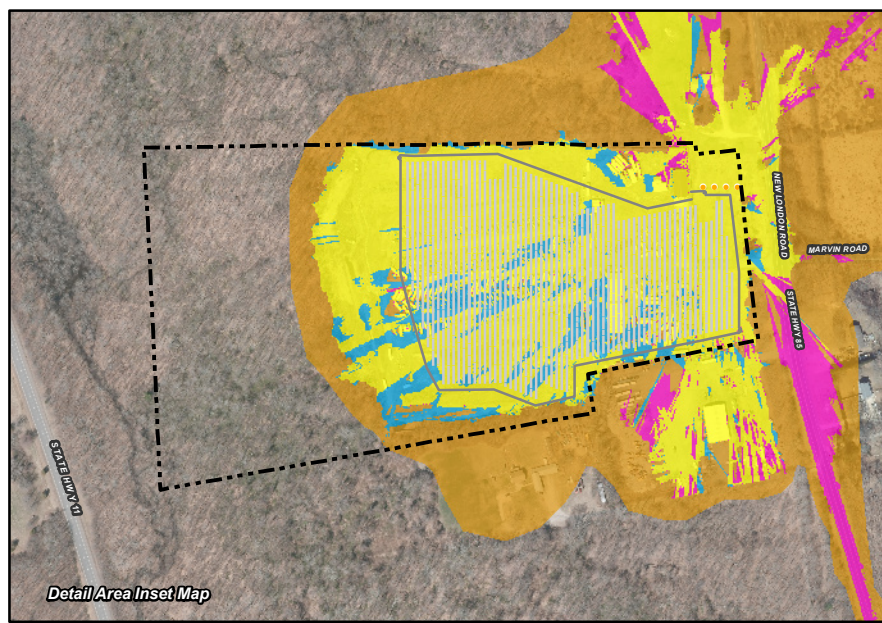 NEW LONDON ROAD
MARVIN ROAD
STATE HWY 85
STATE HWY 11
Detail Area Inset Map